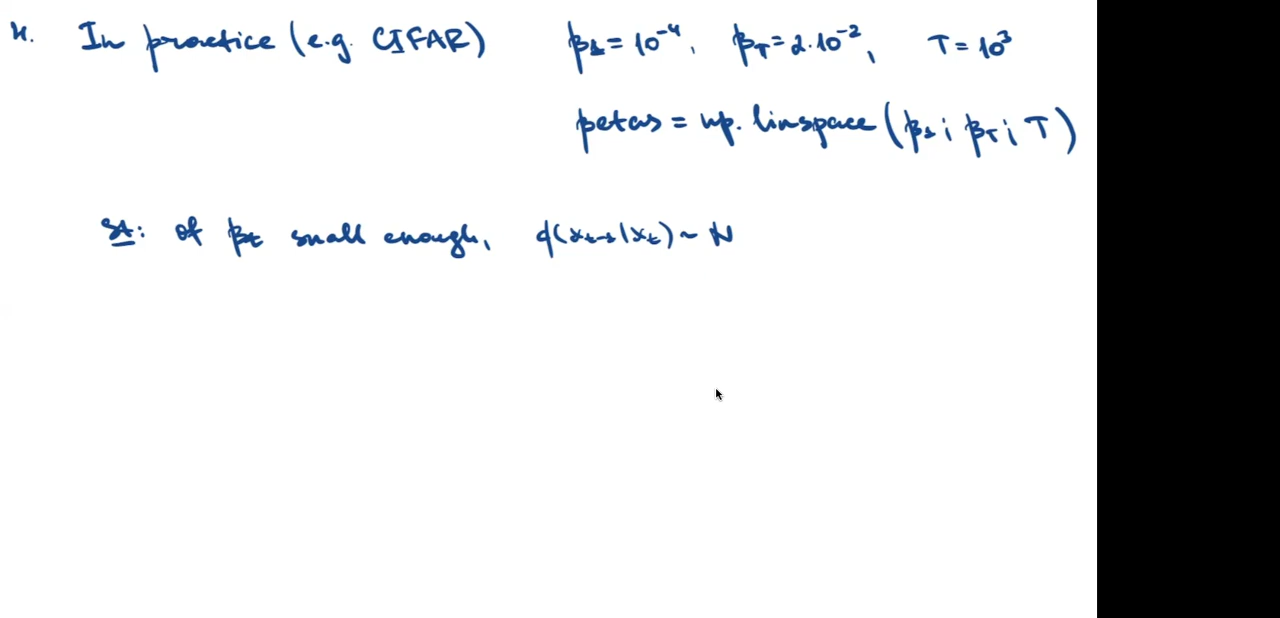 4. In practice (e.g. CIFAR) β₁ = 10⁻⁴, β_T = 2·10⁻², T = 10³
betas = np.linspace(β₁; β_T; T)
St: if β_t small enough, q(x_{t-1}|x_t) ~ N